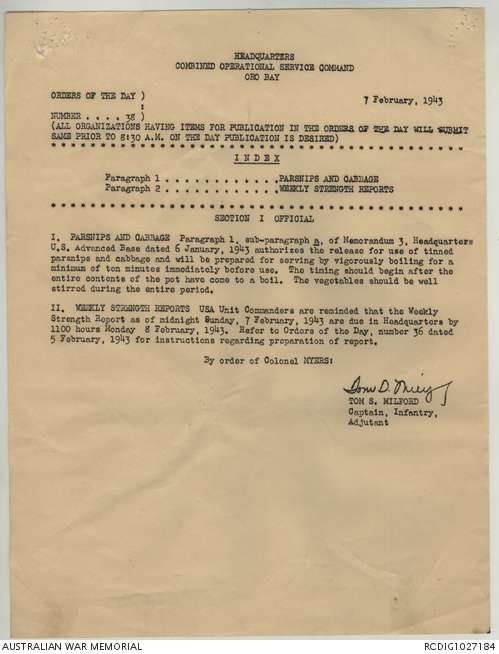 HEADQUARTERS
COMBINED OPERATIONAL SERVICE COMMAND
ORO BAY
ORDERS OF THE DAY )
:
7 February, 1943
NUMBER . . . . 38 )
(ALL ORGANIZATIONS HAVING ITEMS FOR PUBLICATION IN THE ORDERS OF THE DAY WILL SUBMIT
SAME PRIOR TO 8:30 A.M. ON THE DAY PUBLICATION IS DESIRED)
* * * * * * * * * * * * * * * * * * * * * * * * * * * * * * * * * * * * * * * * * *
I N D E X
Paragraph 1 . . . . . . . . . . . . PARSNIPS AND CABBAGE
Paragraph 2 . . . . . . . . . . . . WEEKLY STRENGTH REPORTS
* * * * * * * * * * * * * * * * * * * * * * * * * * * * * * * * * * * * * * * * * *
SECTION I OFFICIAL
I. PARSNIPS AND CABBAGE Paragraph 1, sub-paragraph a, of Memorandum 3, Headquarters
U.S. Advanced Base dated 6 January, 1943 authorizes the release for use of tinned
parsnips and cabbage and will be prepared for serving by vigorously boiling for a
minimum of ten minutes immediately before use. The timing should begin after the
entire contents of the pot have come to a boil. The vegetables should be well
stirred during the entire period.
II. WEEKLY STRENGTH REPORTS USA Unit Commanders are reminded that the Weekly
Strength Report as of midnight Sunday, 7 February, 1943 are due in Headquarters by
1100 hours Monday 8 February, 1943. Refer to Orders of the Day, number 36 dated
5 February, 1943 for instructions regarding preparation of report.
By order of Colonel MYERS:
TOM S. MILFORD
Captain, Infantry,
Adjutant
AUSTRALIAN WAR MEMORIAL
RCDIG1027184